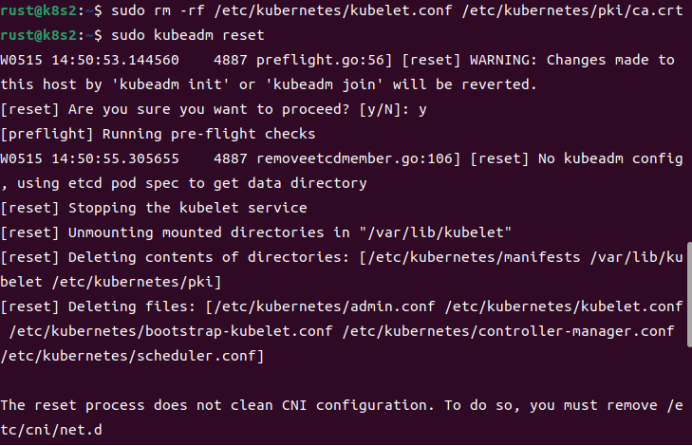 rust@k8s2:~$ sudo rm -rf /etc/kubernetes/kubelet.conf /etc/kubernetes/pki/ca.crt
rust@k8s2:~$ sudo kubeadm reset
W0515 14:50:53.144560    4887 preflight.go:56] [reset] WARNING: Changes made to
this host by 'kubeadm init' or 'kubeadm join' will be reverted.
[reset] Are you sure you want to proceed? [y/N]: y
[preflight] Running pre-flight checks
W0515 14:50:55.305655    4887 removeetcdmember.go:106] [reset] No kubeadm config
, using etcd pod spec to get data directory
[reset] Stopping the kubelet service
[reset] Unmounting mounted directories in "/var/lib/kubelet"
[reset] Deleting contents of directories: [/etc/kubernetes/manifests /var/lib/ku
belet /etc/kubernetes/pki]
[reset] Deleting files: [/etc/kubernetes/admin.conf /etc/kubernetes/kubelet.conf
 /etc/kubernetes/bootstrap-kubelet.conf /etc/kubernetes/controller-manager.conf
/etc/kubernetes/scheduler.conf]

The reset process does not clean CNI configuration. To do so, you must remove /e
tc/cni/net.d